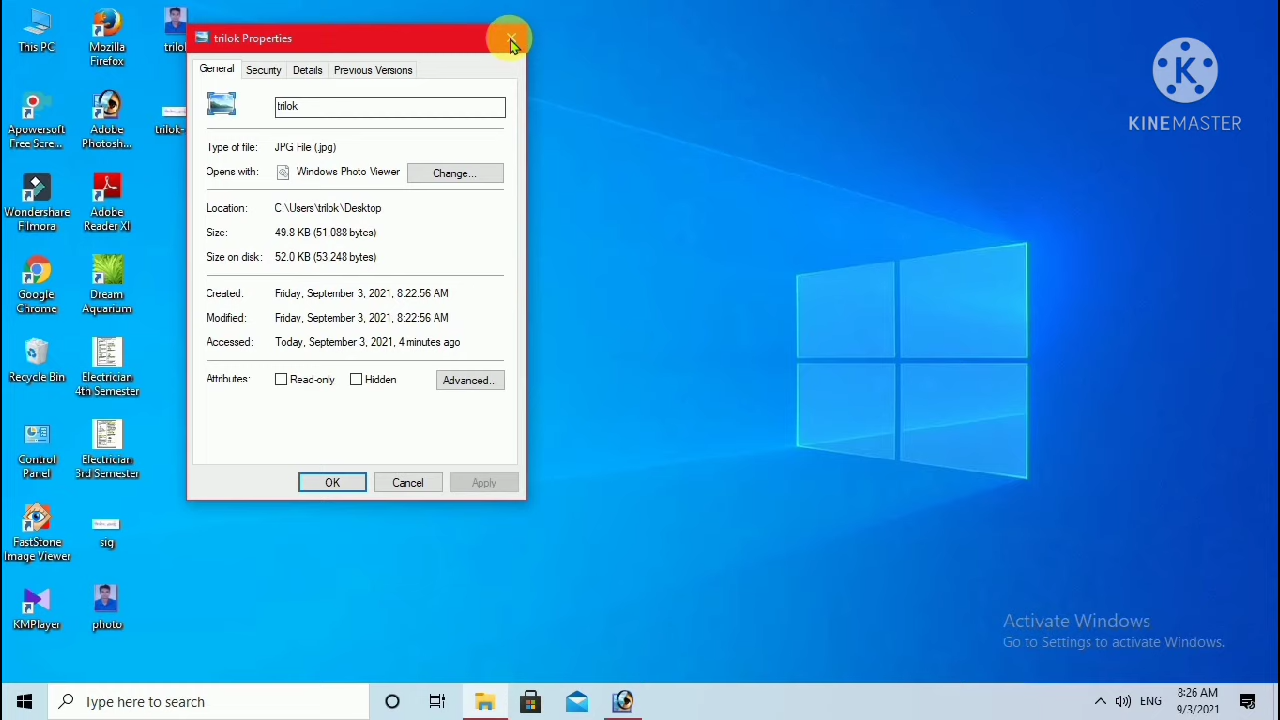 This PC
Mozilla
Firefox
trilok
Apowersoft
Free Scre...
Adobe
Photosh...
trilok-
Wondershare
Filmora
Adobe
Reader XI
Google
Chrome
Dream
Aquarium
Recycle Bin
Electrician
4th Semester
Control
Panel
Electrician
3rd Semester
FastStone
Image Viewer
sig
KMPlayer
photo
trilok Properties
General Security Details Previous Versions
trilok
Type of file: JPG File (.jpg)
Opens with: Windows Photo Viewer Change...
Location: C:\Users\trilok\Desktop
Size: 49.8 KB (51,088 bytes)
Size on disk: 52.0 KB (53,248 bytes)
Created: Friday, September 3, 2021, 8:22:56 AM
Modified: Friday, September 3, 2021, 8:22:56 AM
Accessed: Today, September 3, 2021, 4 minutes ago
Attributes: Read-only Hidden Advanced...
OK Cancel Apply
K
KINEMASTER
Activate Windows
Go to Settings to activate Windows.
Type here to search
ENG
8:26 AM
9/3/2021